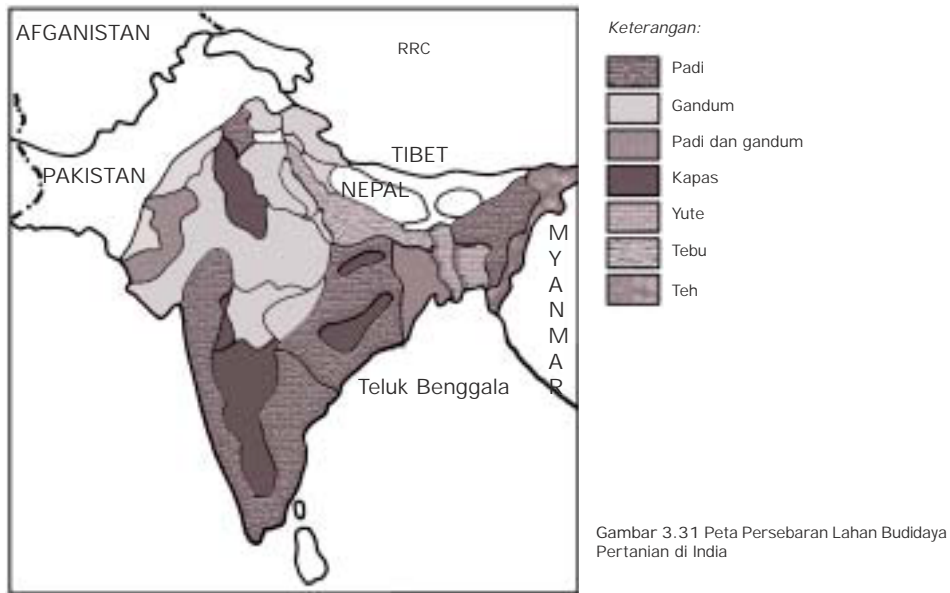 AFGANISTAN
RRC
PAKISTAN
TIBET
NEPAL
MYANMAR
Teluk Benggala
Keterangan:
Padi
Gandum
Padi dan gandum
Kapas
Yute
Tebu
Teh
Gambar 3.31 Peta Persebaran Lahan Budidaya
Pertanian di India